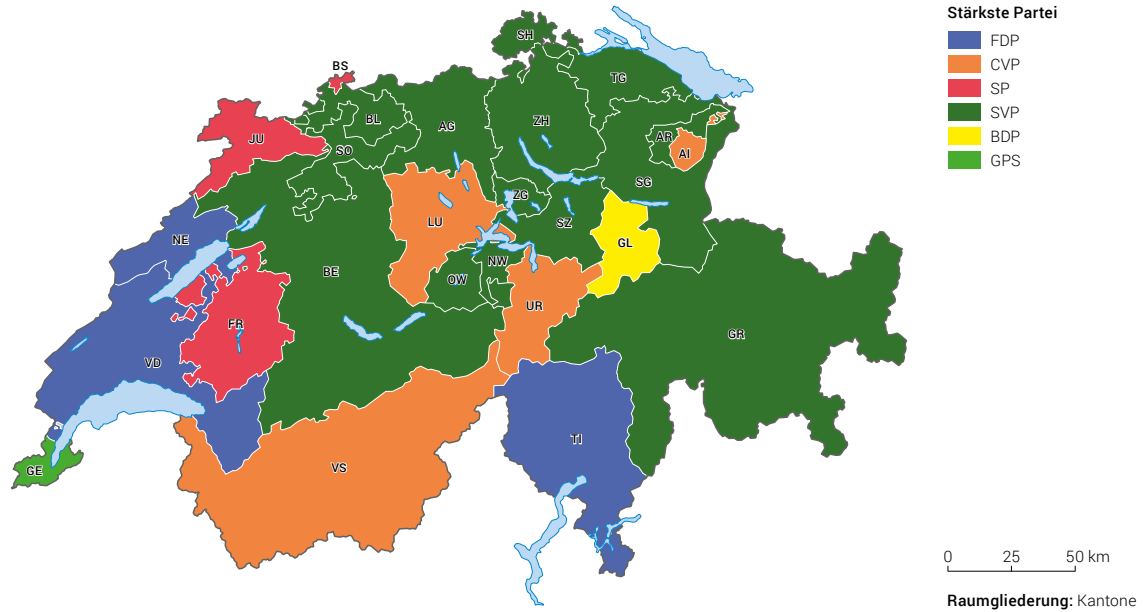 Stärkste Partei
FDP
CVP
SP
SVP
BDP
GPS
SH
BS
TG
BL
AG
ZH
JU
SO
AR
AI
SG
ZG
LU
SZ
NE
GL
NW
BE
OW
UR
FR
GR
VD
TI
VS
GE
0 25 50 km
Raumgliederung: Kantone